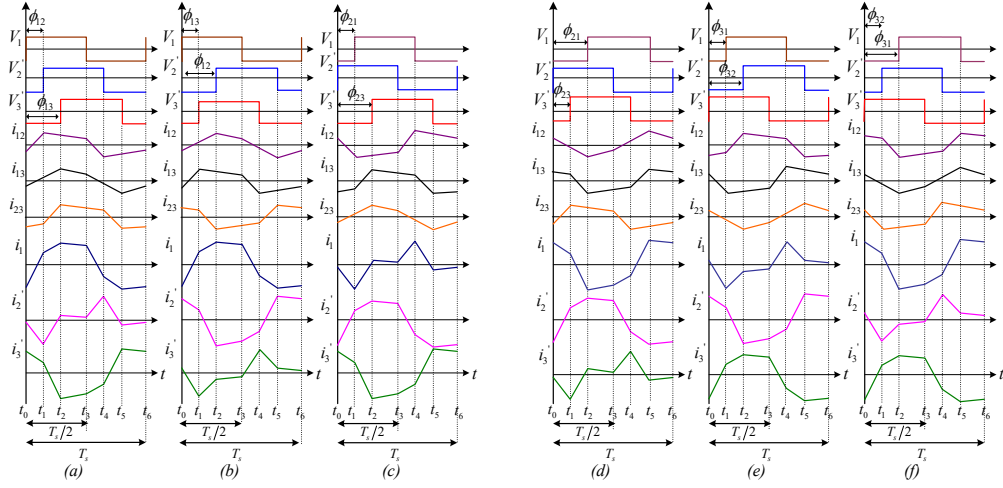 ϕ12
V1
V2'
ϕ13
V3'
i12
i13
i23
i1
i2'
i3'
t
t0 t1 t2 t3 t4 t5 t6
Ts/2
Ts
(a)
ϕ13
V1
V2'
ϕ12
V3'
i12
i13
i23
i1
i2'
i3'
t
t0 t1 t2 t3 t4 t5 t6
Ts/2
Ts
(b)
ϕ21
V1
V2'
ϕ23
V3'
i12
i13
i23
i1
i2'
i3'
t
t0 t1 t2 t3 t4 t5 t6
Ts/2
Ts
(c)
V1
ϕ21
V2'
ϕ23
V3'
i12
i13
i23
i1
i2'
i3'
t
t0 t1 t2 t3 t4 t5 t6
Ts/2
Ts
(d)
V1
ϕ31
V2'
ϕ32
V3'
i12
i13
i23
i1
i2'
i3'
t
t0 t1 t2 t3 t4 t5 t6
Ts/2
Ts
(e)
ϕ32
V1
ϕ31
V2'
V3'
i12
i13
i23
i1
i2'
i3'
t
t0 t1 t2 t3 t4 t5 t6
Ts/2
Ts
(f)